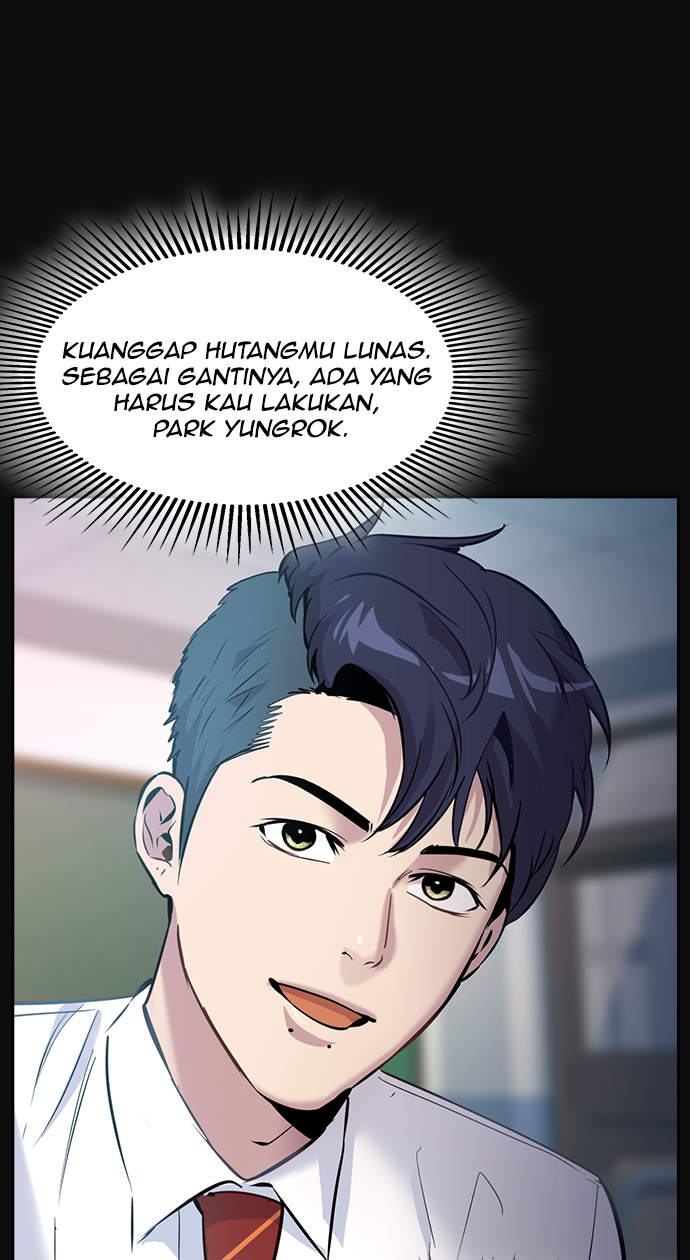 KUANGGAP HUTANGMU LUNAS.
SEBAGAI GANTINYA, ADA YANG
HARUS KAU LAKUKAN,
PARK YUNGROK.